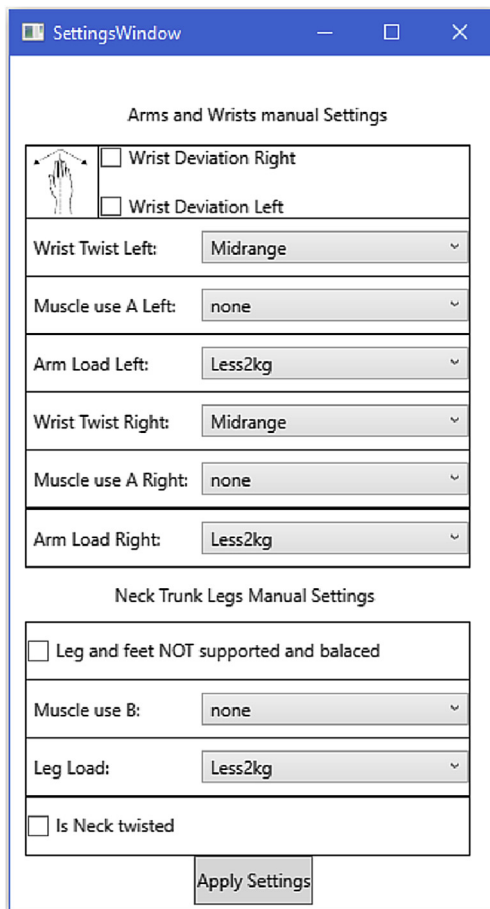 SettingsWindow
Arms and Wrists manual Settings
Wrist Deviation Right
Wrist Deviation Left
Wrist Twist Left: Midrange
Muscle use A Left: none
Arm Load Left: Less2kg
Wrist Twist Right: Midrange
Muscle use A Right: none
Arm Load Right: Less2kg
Neck Trunk Legs Manual Settings
Leg and feet NOT supported and balaced
Muscle use B: none
Leg Load: Less2kg
Is Neck twisted
Apply Settings